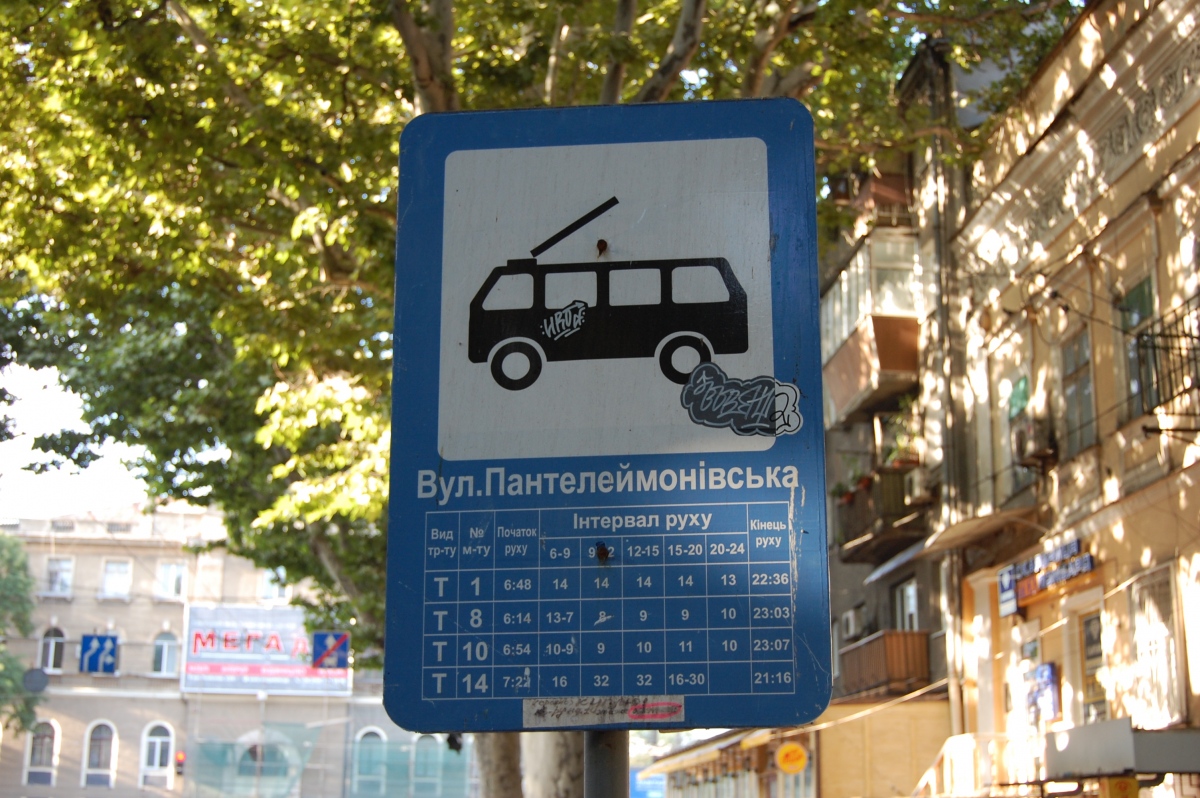 Вул.Пантелеймонівська
Вид тр-ту № м-ту Початок руху Інтервал руху Кінець руху
6-9 12-15 15-20 20-24
Т 1 6:48 14 14 14 14 13 22:36
Т 8 6:14 13-7 8 9 9 10 23:03
Т 10 6:54 10-9 9 10 11 10 23:07
Т 14 7:22 16 32 32 16-30 21:16
МЕГА